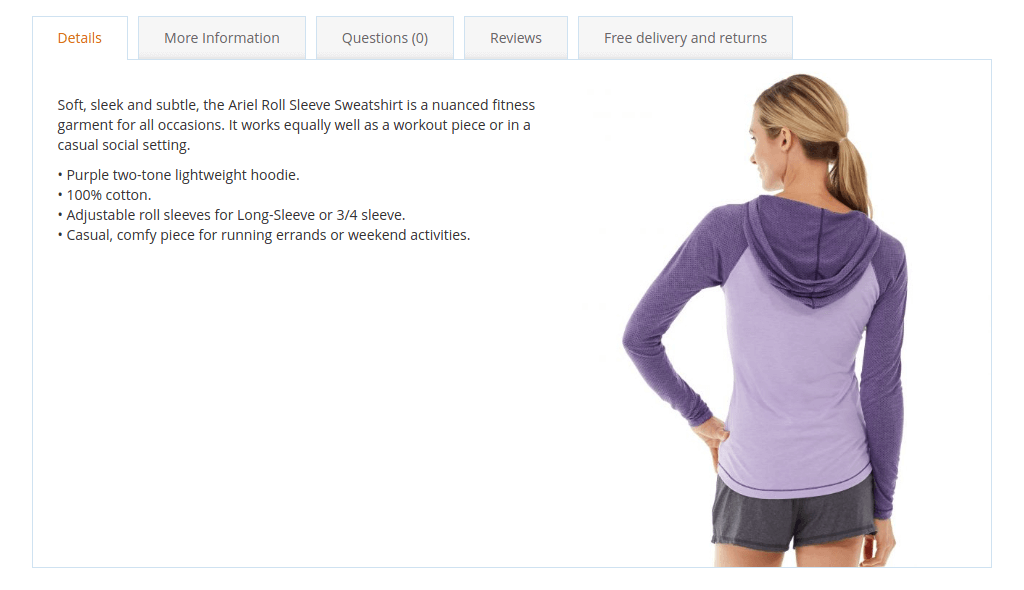 Details
More Information
Questions (0)
Reviews
Free delivery and returns
Soft, sleek and subtle, the Ariel Roll Sleeve Sweatshirt is a nuanced fitness
garment for all occasions. It works equally well as a workout piece or in a
casual social setting.
• Purple two-tone lightweight hoodie.
• 100% cotton.
• Adjustable roll sleeves for Long-Sleeve or 3/4 sleeve.
• Casual, comfy piece for running errands or weekend activities.